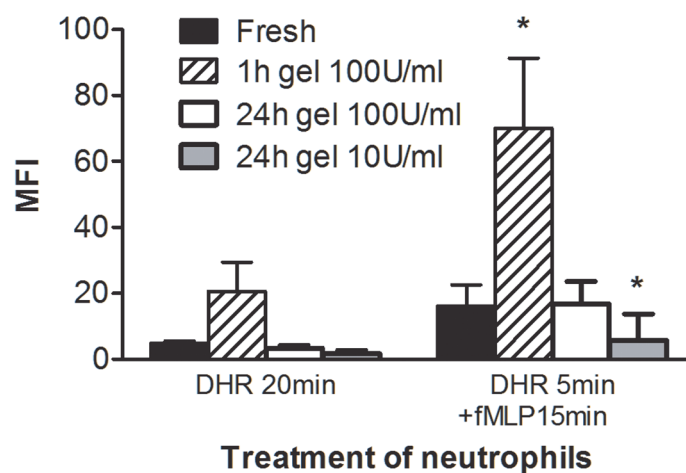 100
80
60
40
20
0
MFI
Fresh
1h gel 100U/ml
24h gel 100U/ml
24h gel 10U/ml
*
*
DHR 20min
DHR 5min
+fMLP15min
Treatment of neutrophils